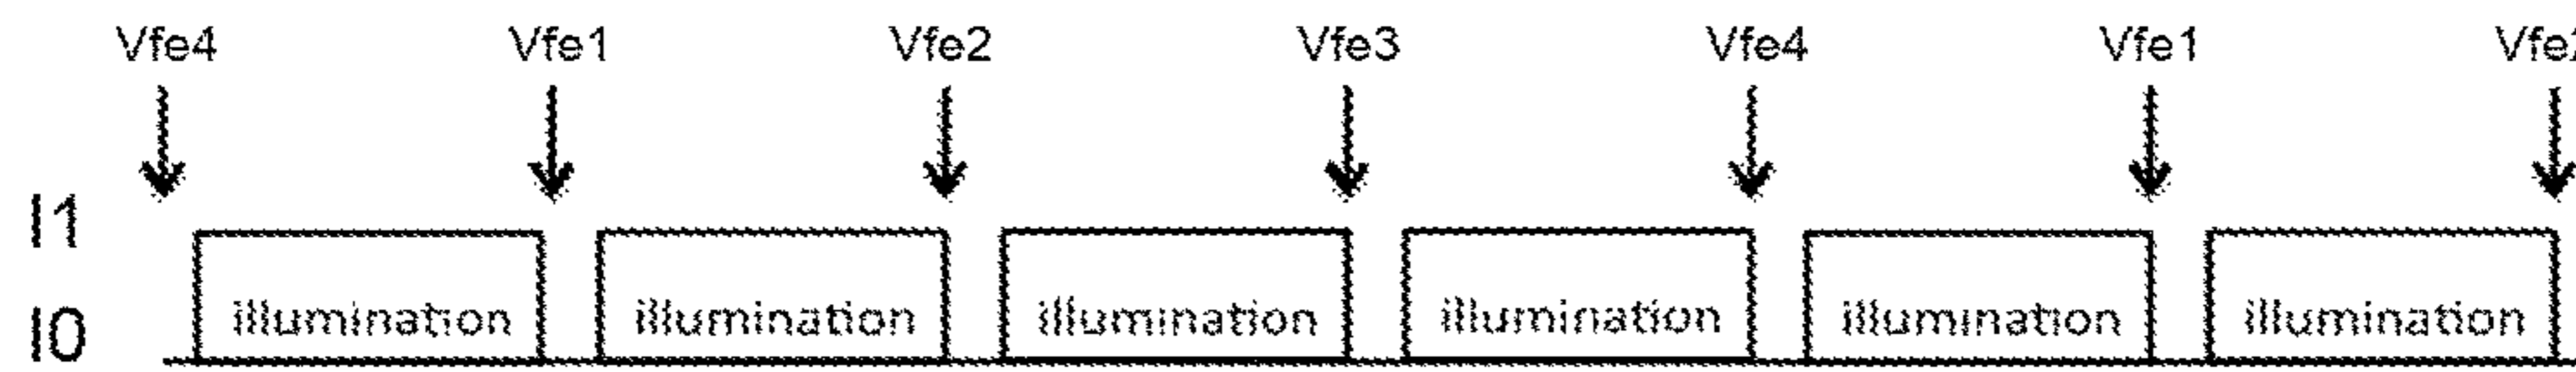 Vfe4 Vfe1 Vfe2 Vfe3 Vfe4 Vfe1
I1
illumination illumination illumination illumination illumination illumination
I0